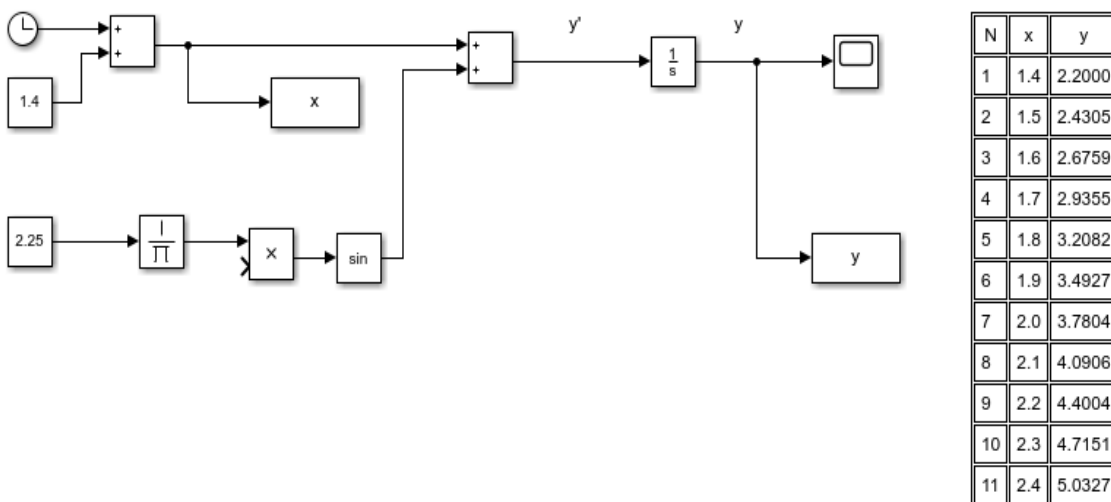 +
+
1.4
x
y'
+
+
1
s
y
2.25
1
∏
×
sin
y
N x y
1 1.4 2.2000
2 1.5 2.4305
3 1.6 2.6759
4 1.7 2.9355
5 1.8 3.2082
6 1.9 3.4927
7 2.0 3.7804
8 2.1 4.0906
9 2.2 4.4004
10 2.3 4.7151
11 2.4 5.0327